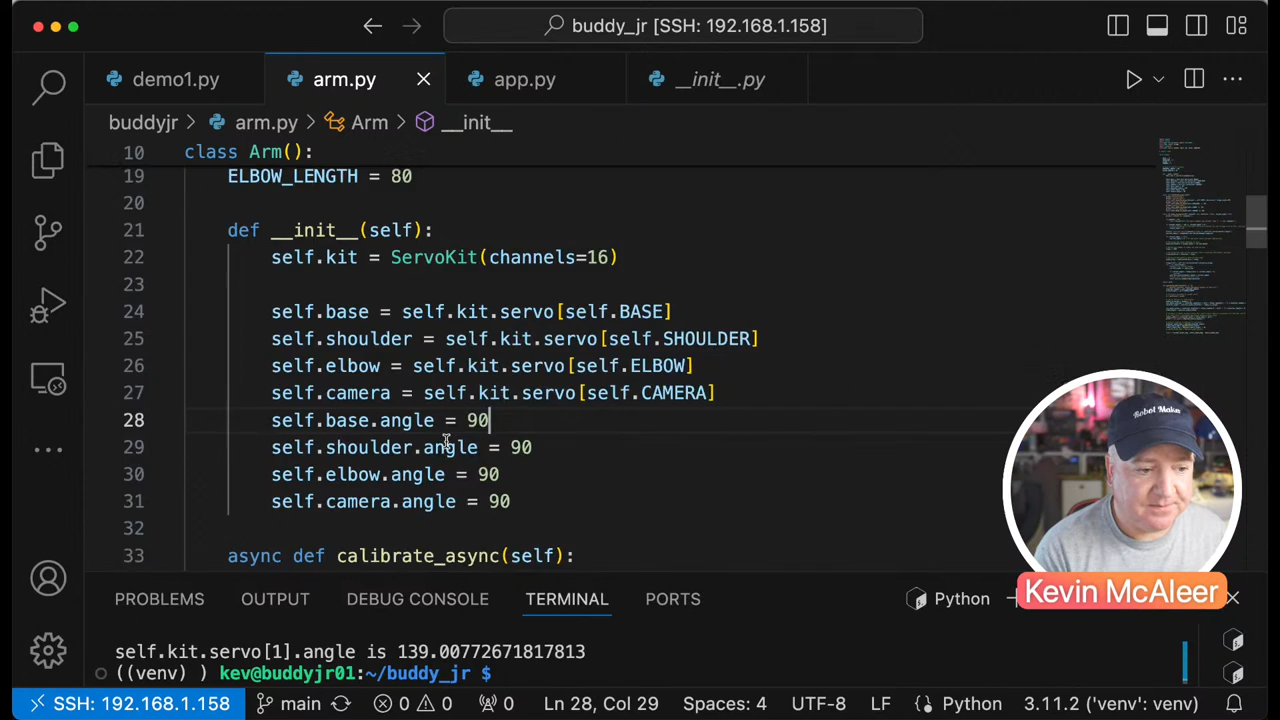 buddy_jr [SSH: 192.168.1.158]
demo1.py
arm.py
app.py
__init__.py
buddyjr > arm.py > Arm > __init__
10 class Arm():
19 ELBOW_LENGTH = 80
20
21 def __init__(self):
22 self.kit = ServoKit(channels=16)
23
24 self.base = self.kit.servo[self.BASE]
25 self.shoulder = self.kit.servo[self.SHOULDER]
26 self.elbow = self.kit.servo[self.ELBOW]
27 self.camera = self.kit.servo[self.CAMERA]
28 self.base.angle = 90
29 self.shoulder.angle = 90
30 self.elbow.angle = 90
31 self.camera.angle = 90
32
33 async def calibrate_async(self):
Robot Maker
Kevin McAleer
PROBLEMS OUTPUT DEBUG CONSOLE TERMINAL PORTS Python
self.kit.servo[1].angle is 139.00772671817813
((venv) ) kev@buddyjr01:~/buddy_jr $
SSH: 192.168.1.158 main 0 0 0 Ln 28, Col 29 Spaces: 4 UTF-8 LF Python 3.11.2 ('venv': venv)